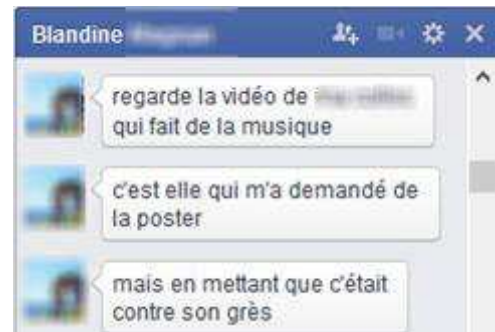 Blandine
regarde la vidéo de
qui fait de la musique
c'est elle qui m'a demandé de
la poster
mais en mettant que c'était
contre son grès